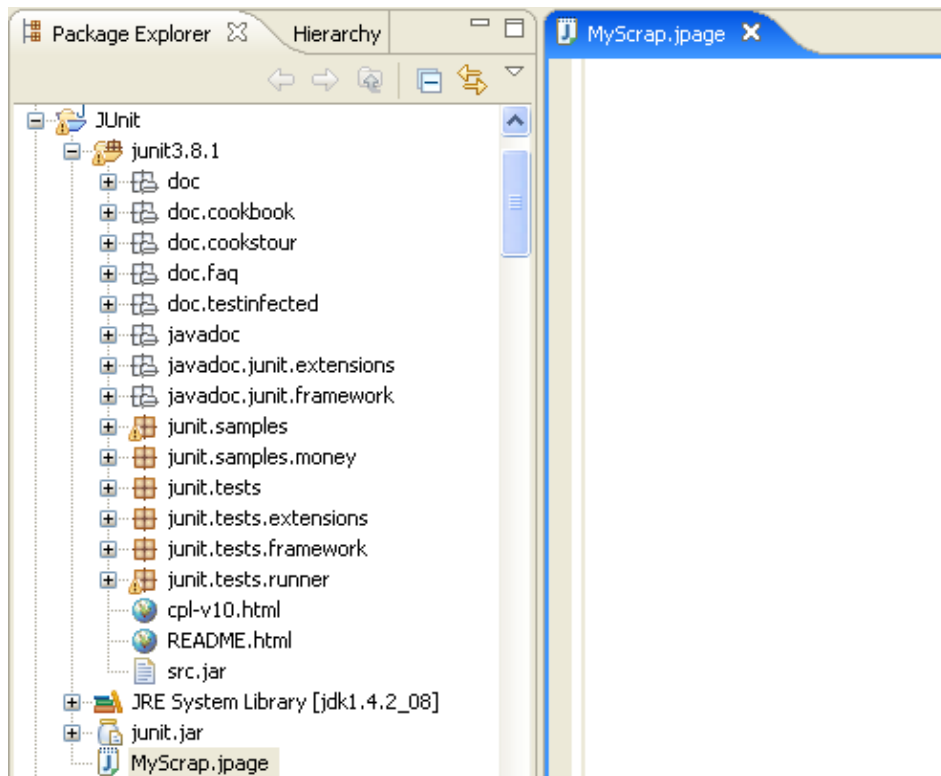 Package Explorer Hierarchy
MyScrap.jpage
JUnit
junit3.8.1
doc
doc.cookbook
doc.cookstour
doc.faq
doc.testinfected
javadoc
javadoc.junit.extensions
javadoc.junit.framework
junit.samples
junit.samples.money
junit.tests
junit.tests.extensions
junit.tests.framework
junit.tests.runner
cpl-v10.html
README.html
src.jar
JRE System Library [jdk1.4.2_08]
junit.jar
MyScrap.jpage